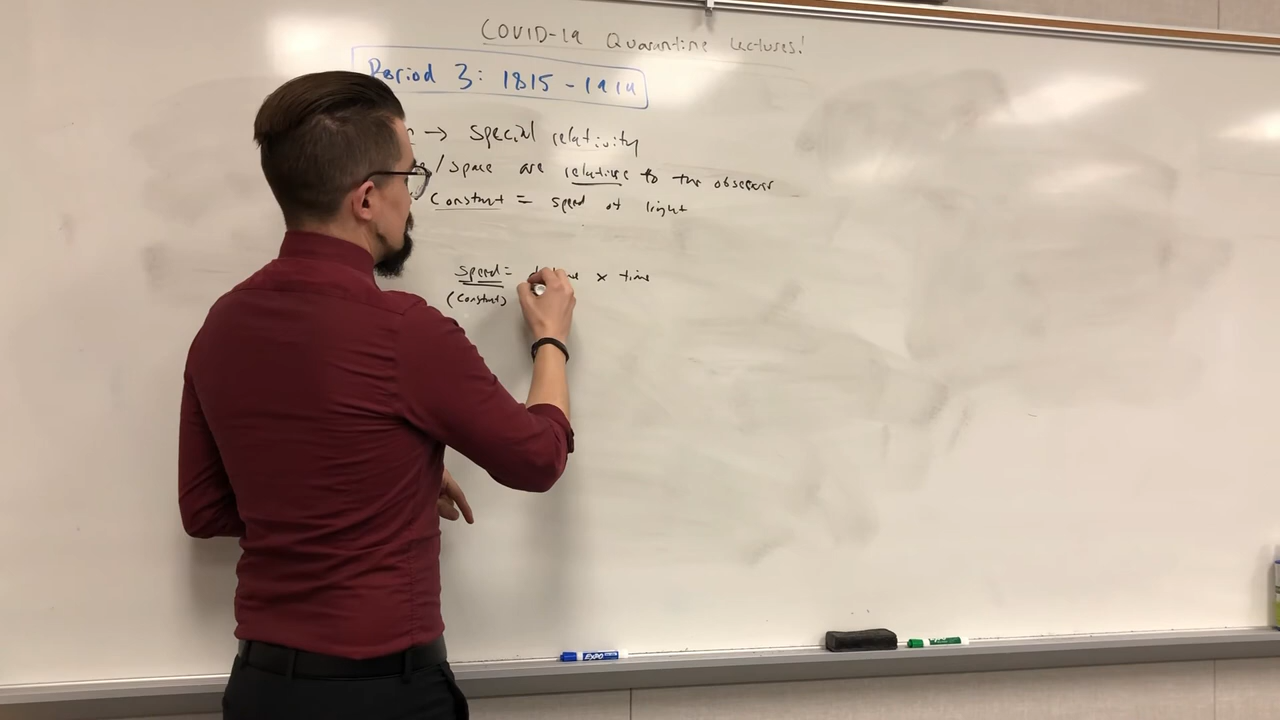 COVID-19 Quarantine Lectures!
Period 3: 1815 - 1914
→ Special relativity
/space are relative to the observer
Constant = speed of light
Speed= x time
(constant)
EXPO